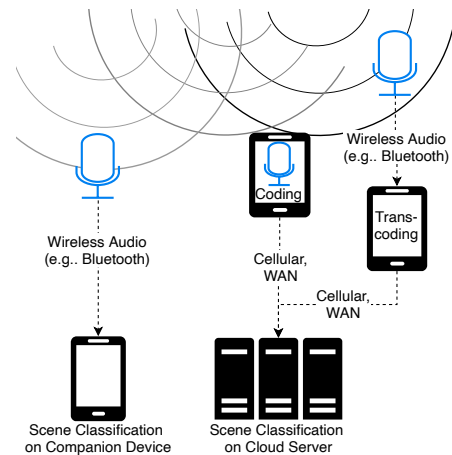 Wireless Audio
(e.g.. Bluetooth)
Coding
Trans-
coding
Wireless Audio
(e.g.. Bluetooth)
Cellular,
WAN
Cellular,
WAN
Scene Classification
on Companion Device
Scene Classification
on Cloud Server